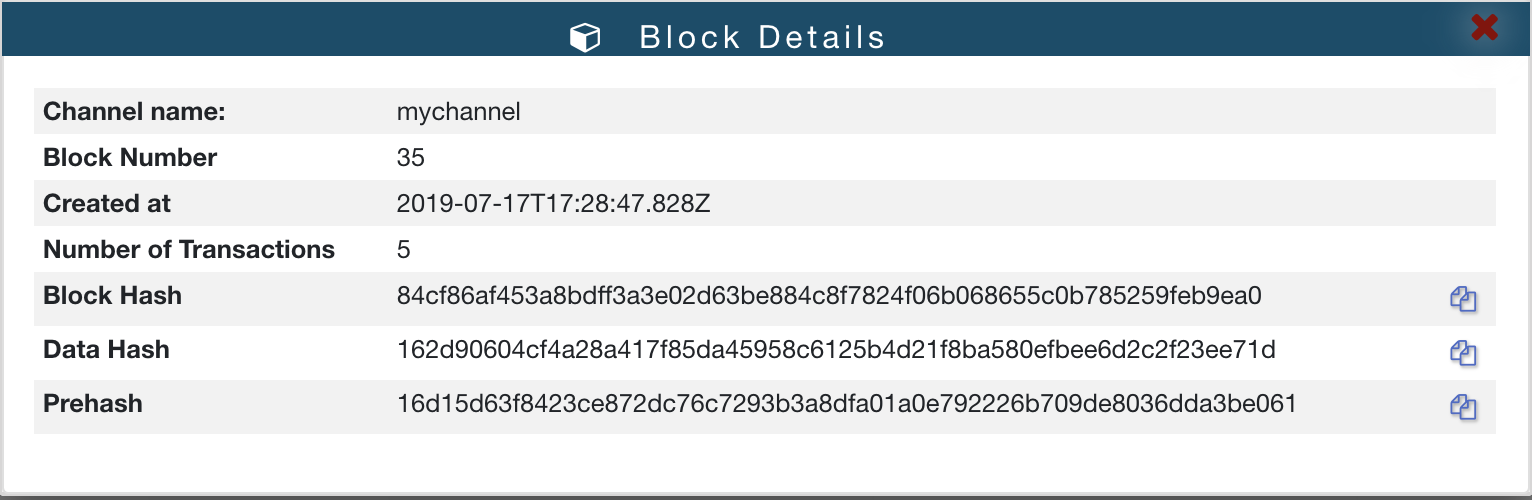 Block Details
Channel name: mychannel
Block Number 35
Created at 2019-07-17T17:28:47.828Z
Number of Transactions 5
Block Hash 84cf86af453a8bdff3a3e02d63be884c8f7824f06b068655c0b785259feb9ea0
Data Hash 162d90604cf4a28a417f85da45958c6125b4d21f8ba580efbee6d2c2f23ee71d
Prehash 16d15d63f8423ce872dc76c7293b3a8dfa01a0e792226b709de8036dda3be061